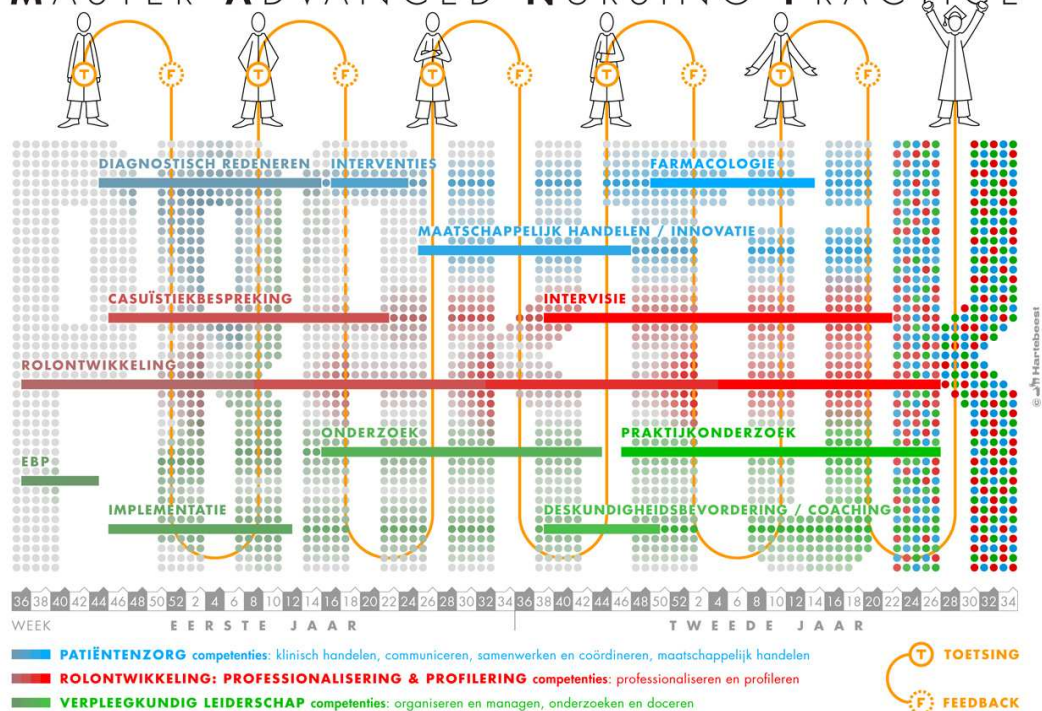 MASTER ADVANCED NURSING PRACTICE
T F T F T F T F T F
DIAGNOSTISCH REDENEREN INTERVENTIES FARMACOLOGIE
MAATSCHAPPELIJK HANDELEN / INNOVATIE
CASUÏSTIEKBESPREKING INTERVISIE
ROLONTWIKKELING
ONDERZOEK PRAKTIJKONDERZOEK
EBP
IMPLEMENTATIE DESKUNDIGHEIDSBEVORDERING / COACHING
36 38 40 42 44 46 48 50 52 2 4 6 8 10 12 14 16 18 20 22 24 26 28 30 32 34 36 38 40 42 44 46 48 50 52 2 4 6 8 10 12 14 16 18 20 22 24 26 28 30 32 34
WEEK EERSTE JAAR TWEEDE JAAR
PATIËNTENZORG competenties: klinisch handelen, communiceren, samenwerken en coördineren, maatschappelijk handelen
T TOETSING
ROLONTWIKKELING: PROFESSIONALISERING & PROFILERING competenties: professionaliseren en profileren
VERPLEEGKUNDIG LEIDERSCHAP competenties: organiseren en managen, onderzoeken en doceren
F FEEDBACK